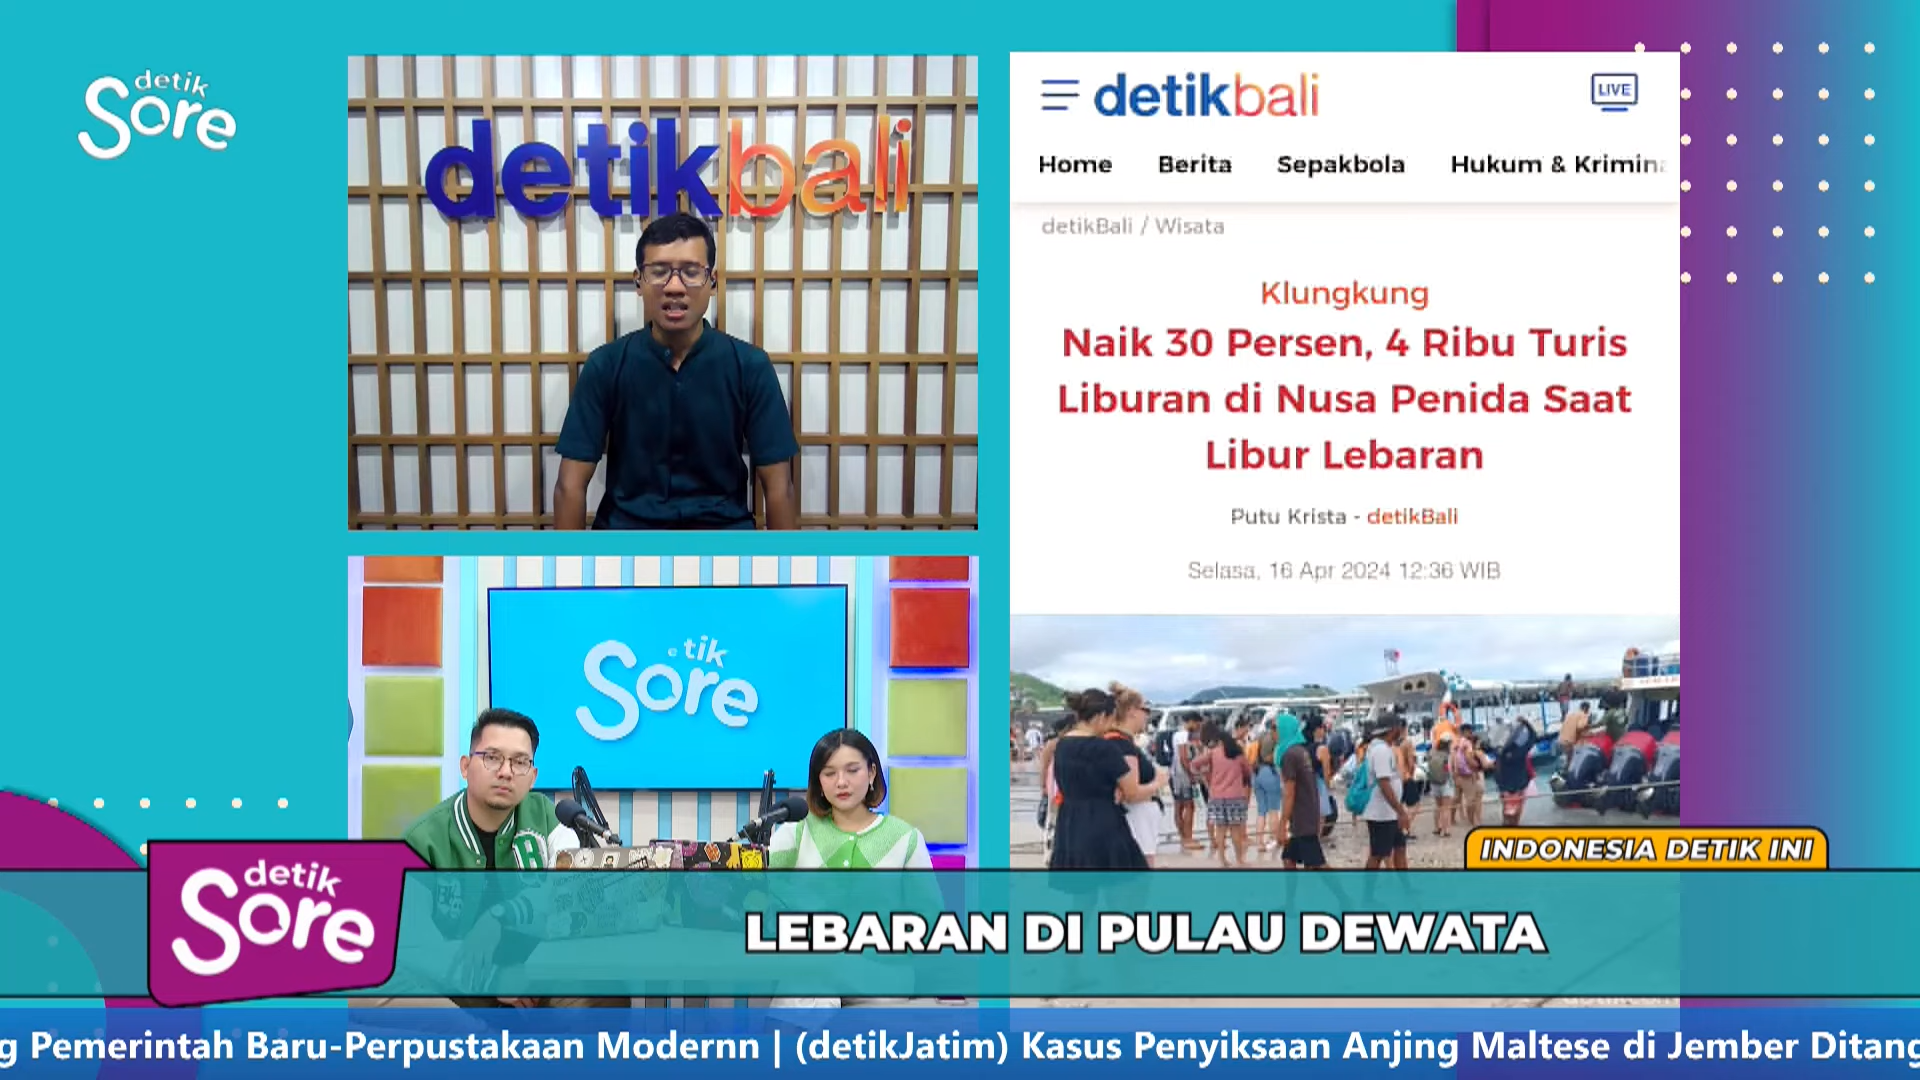 detik
Sore
detikbali
detikbali
LIVE
Home Berita Sepakbola Hukum & Krimina
detikBali / Wisata
Klungkung
Naik 30 Persen, 4 Ribu Turis
Liburan di Nusa Penida Saat
Libur Lebaran
Putu Krista - detikBali
Selasa, 16 Apr 2024 12:36 WIB
tik
Sore
INDONESIA DETIK INI
detik
Sore
LEBARAN DI PULAU DEWATA
g Pemerintah Baru-Perpustakaan Modernn | (detikJatim) Kasus Penyiksaan Anjing Maltese di Jember Ditang